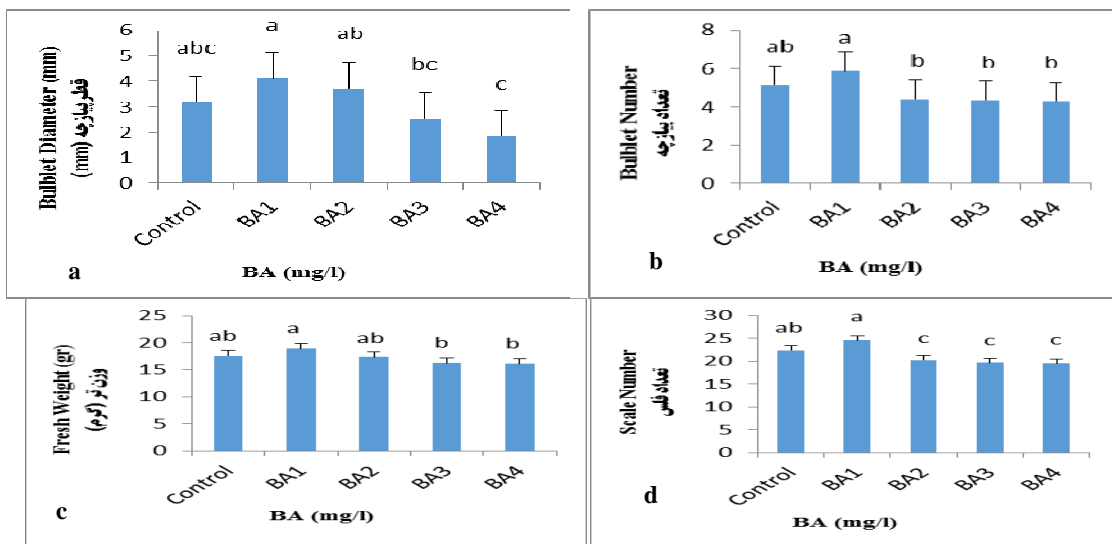 Bulblet Diameter (mm)
قطر پیازچه (mm)
6
5
4
3
2
1
0
abc
a
ab
bc
c
Control
BA1
BA2
BA3
BA4
BA (mg/l)
a
Bulblet Number
تعداد پیازچه
8
6
4
2
0
ab
a
b
b
b
Control
BA1
BA2
BA3
BA4
BA (mg/l)
b
Fresh Weight (gr)
وزن تر (گرم)
25
20
15
10
5
0
ab
a
ab
b
b
Control
BA1
BA2
BA3
BA4
BA (mg/l)
c
Scale Number
تعداد فلس
30
25
20
15
10
5
0
ab
a
c
c
c
Control
BA1
BA2
BA3
BA4
BA (mg/l)
d